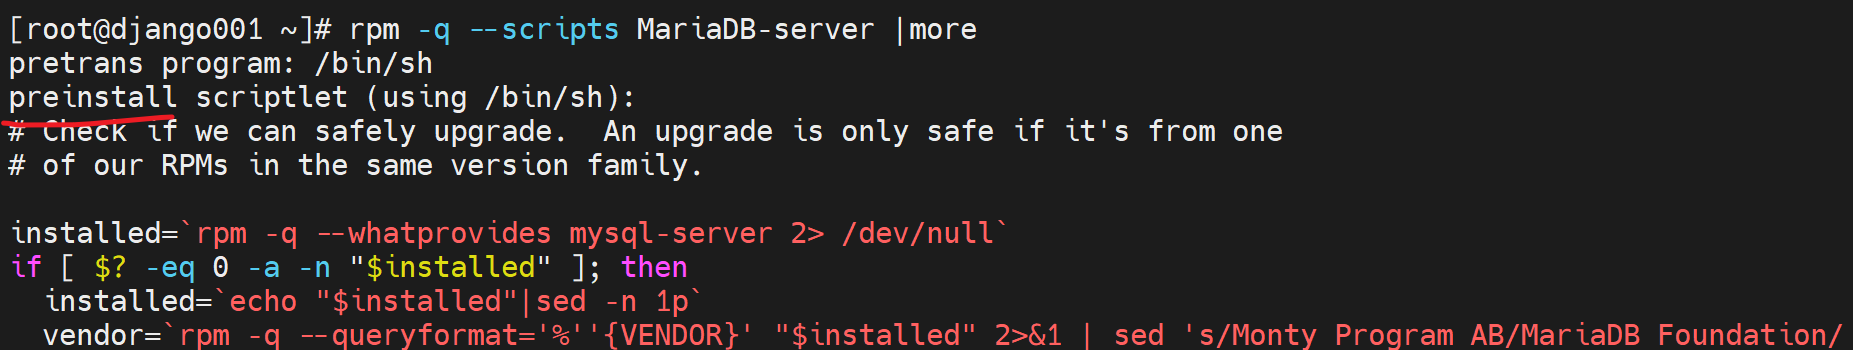 [root@django001 ~]# rpm -q --scripts MariaDB-server |more
pretrans program: /bin/sh
preinstall scriptlet (using /bin/sh):
# Check if we can safely upgrade.  An upgrade is only safe if it's from one
# of our RPMs in the same version family.
installed=`rpm -q --whatprovides mysql-server 2> /dev/null`
if [ $? -eq 0 -a -n "$installed" ]; then
  installed=`echo "$installed"|sed -n 1p`
  vendor=`rpm -q --queryformat='%''{VENDOR}' "$installed" 2>&1 | sed 's/Monty Program AB/MariaDB Foundation/